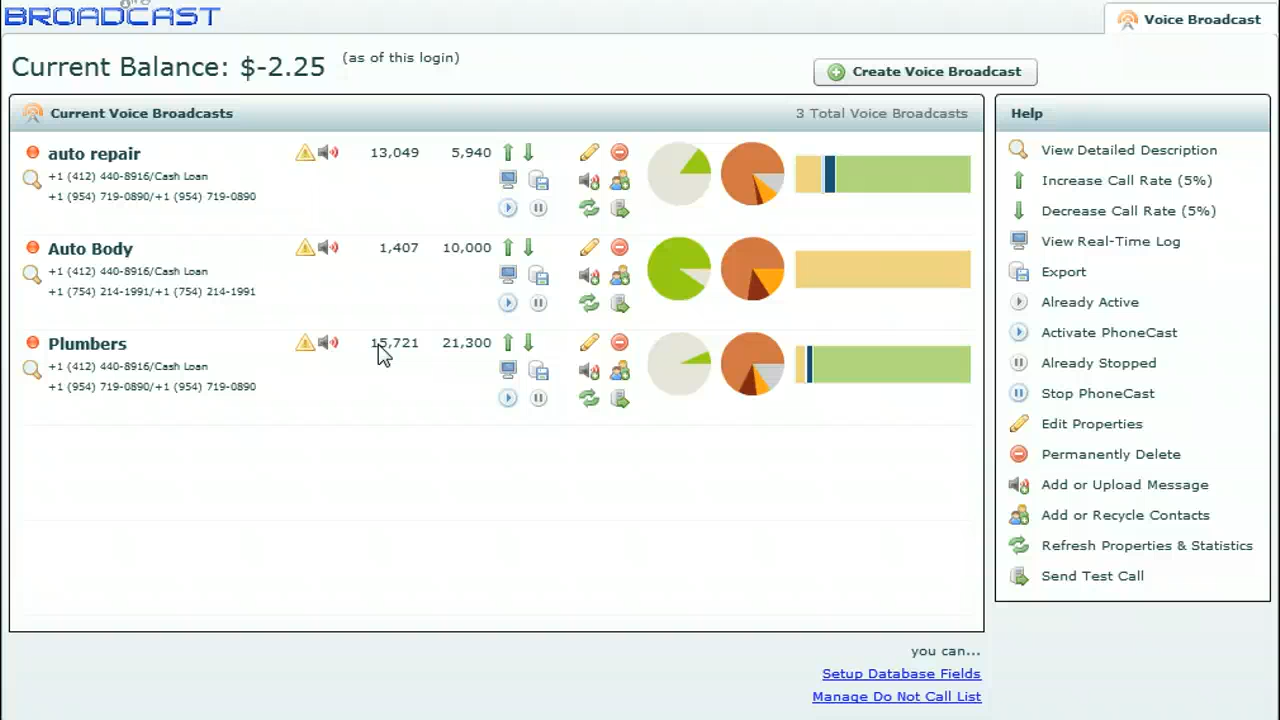 BROADCAST
Voice Broadcast
Current Balance: $-2.25 (as of this login)
Create Voice Broadcast
Current Voice Broadcasts 3 Total Voice Broadcasts
auto repair 13,049 5,940
+1 (412) 440-8916/Cash Loan
+1 (954) 719-0890/+1 (954) 719-0890
Auto Body 1,407 10,000
+1 (412) 440-8916/Cash Loan
+1 (754) 214-1991/+1 (754) 214-1991
Plumbers 15,721 21,300
+1 (412) 440-8916/Cash Loan
+1 (954) 719-0890/+1 (954) 719-0890
Help
View Detailed Description
Increase Call Rate (5%)
Decrease Call Rate (5%)
View Real-Time Log
Export
Already Active
Activate PhoneCast
Already Stopped
Stop PhoneCast
Edit Properties
Permanently Delete
Add or Upload Message
Add or Recycle Contacts
Refresh Properties & Statistics
Send Test Call
you can...
Setup Database Fields
Manage Do Not Call List